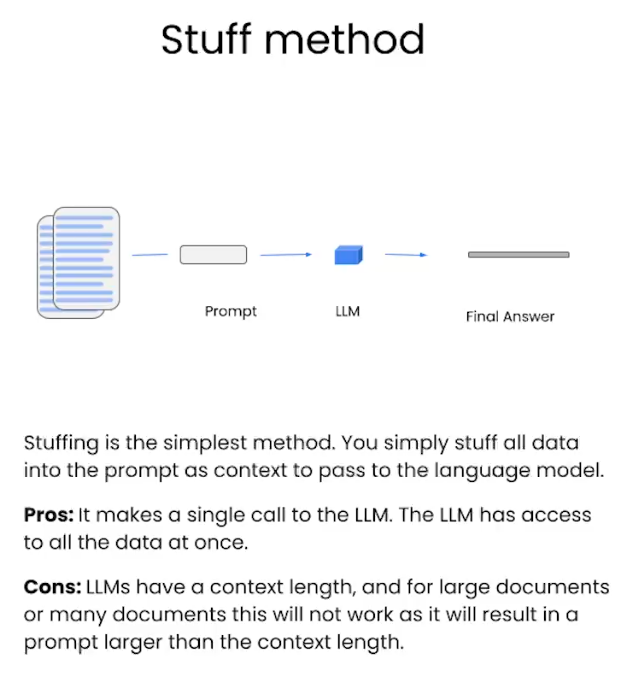 Stuff method
Prompt
LLM
Final Answer
Stuffing is the simplest method. You simply stuff all data
into the prompt as context to pass to the language model.
Pros: It makes a single call to the LLM. The LLM has access
to all the data at once.
Cons: LLMs have a context length, and for large documents
or many documents this will not work as it will result in a
prompt larger than the context length.